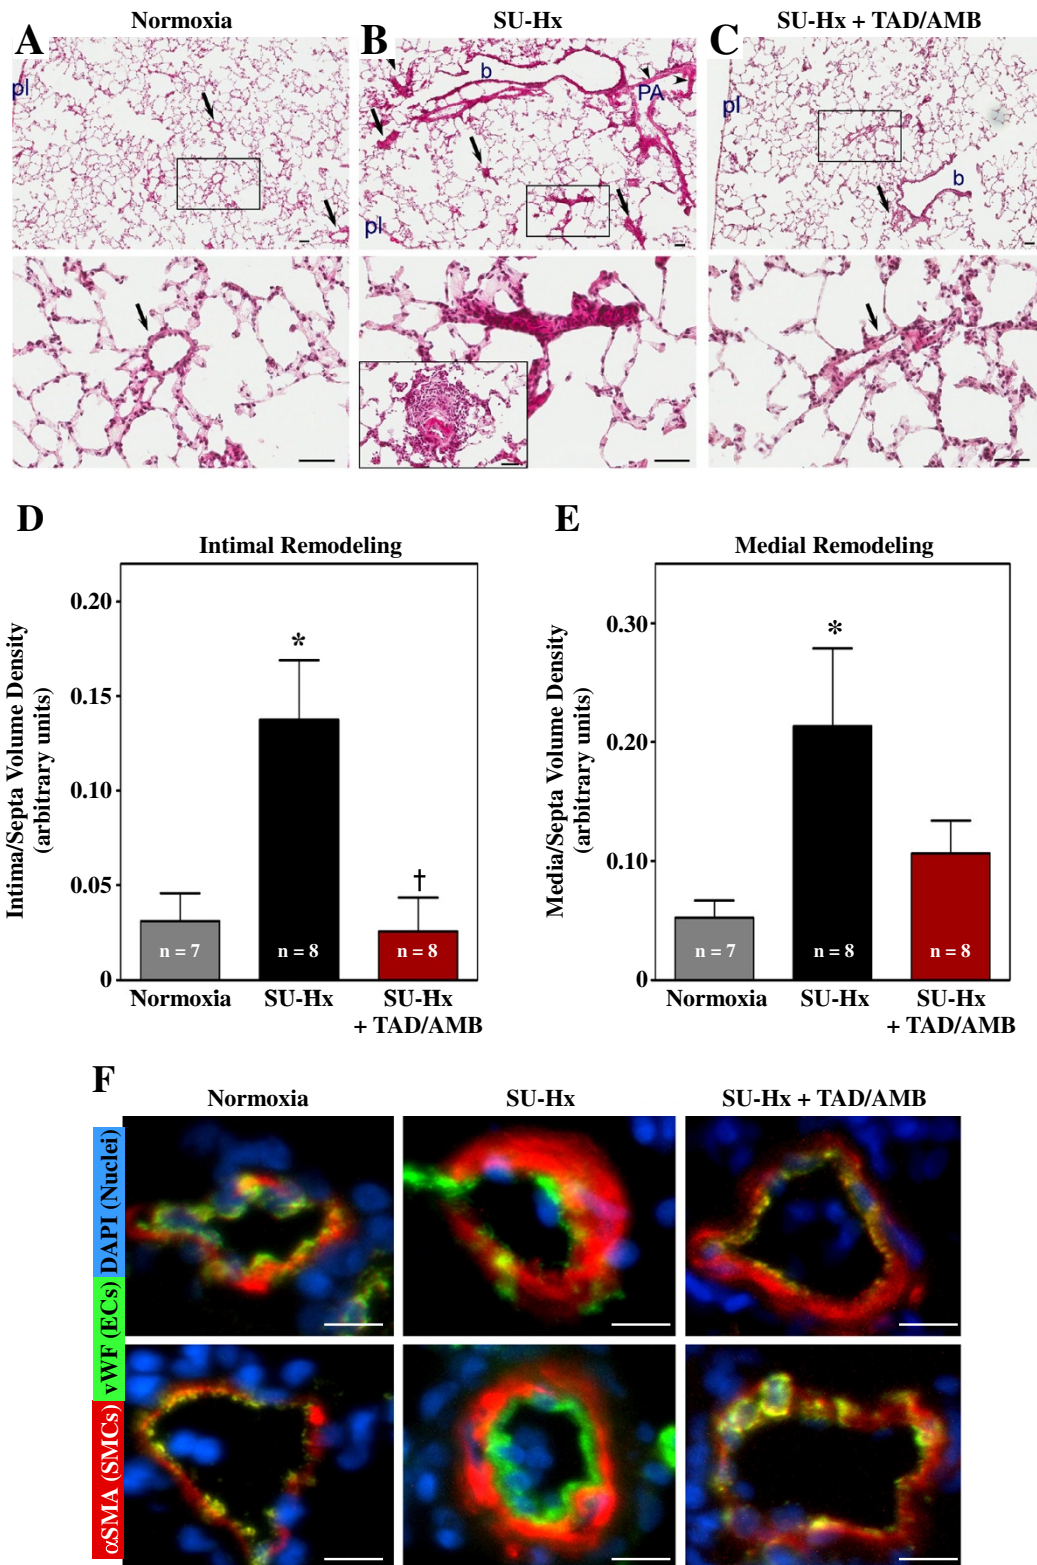 Normoxia
SU-Hx
SU-Hx + TAD/AMB
A
B
C
pl
b
PA
pl
pl
b
D
E
Intimal Remodeling
Medial Remodeling
Intima/Septa Volume Density
(arbitrary units)
0.20
0.15
0.10
0.05
0
*
†
n = 7
n = 8
n = 8
Normoxia
SU-Hx
SU-Hx
+ TAD/AMB
Media/Septa Volume Density
(arbitrary units)
0.30
0.20
0.10
0
*
n = 7
n = 8
n = 8
Normoxia
SU-Hx
SU-Hx
+ TAD/AMB
F
Normoxia
SU-Hx
SU-Hx + TAD/AMB
αSMA (SMCs) vWF (ECs) DAPI (Nuclei)